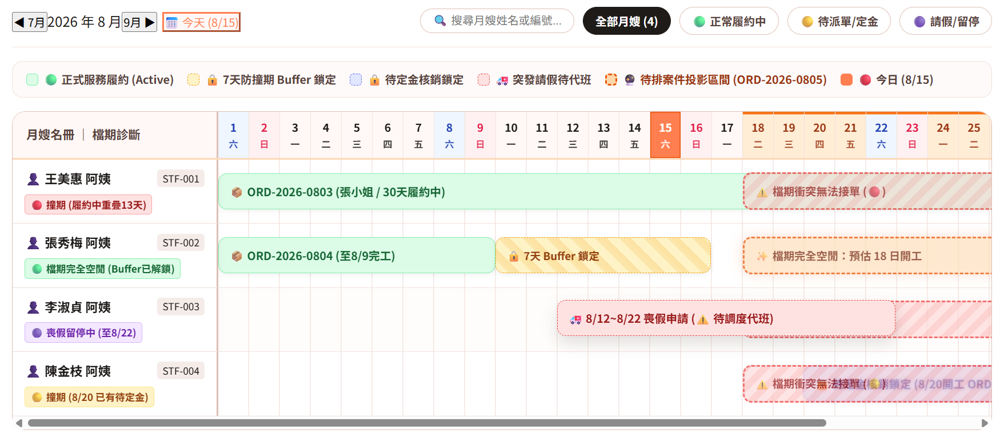 ◀ 7月 2026 年 8 月 9月 ▶ 今天 (8/15) 搜尋月嫂姓名或編號... 全部月嫂 (4) 正常履約中 待派單/定金 請假/留停
正式服務履約 (Active) 7天防撞期 Buffer 鎖定 待定金核銷鎖定 突發請假待代班 待排案件投影區間 (ORD-2026-0805) 今日 (8/15)
月嫂名冊 | 檔期診斷
1 2 3 4 5 6 7 8 9 10 11 12 13 14 15 16 17 18 19 20 21 22 23 24 25
六 日 一 二 三 四 五 六 日 一 二 三 四 五 六 日 一 二 三 四 五 六 日 一 二
王美惠 阿姨 STF-001
撞期 (履約中重疊13天)
ORD-2026-0803 (張小姐 / 30天履約中) 檔期衝突無法接單 ( )
張秀梅 阿姨 STF-002
檔期完全空閒 (Buffer已解鎖)
ORD-2026-0804 (至8/9完工) 7天 Buffer 鎖定 檔期完全空閒：預估 18 日開工
李淑貞 阿姨 STF-003
喪假留停中 (至8/22)
8/12~8/22 喪假申請 ( 待調度代班)
陳金枝 阿姨 STF-004
撞期 (8/20 已有待定金)
檔期衝突無法接單 ( ) 金核銷鎖定 (8/20開工 ORD